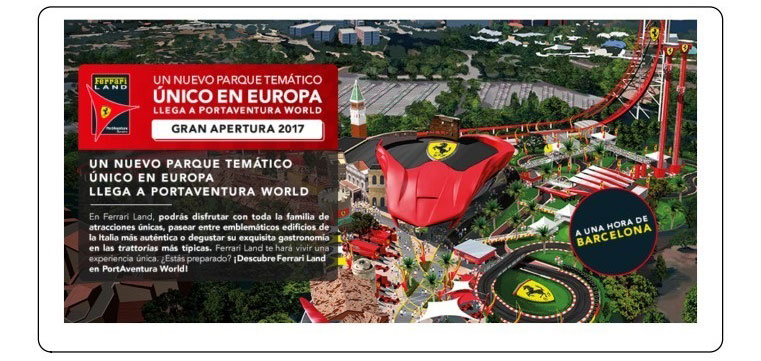 Ferrari
LAND
PortAventura
UN NUEVO PARQUE TEMÁTICO
ÚNICO EN EUROPA
LLEGA A PORTAVENTURA WORLD
GRAN APERTURA 2017
UN NUEVO PARQUE TEMÁTICO
ÚNICO EN EUROPA
LLEGA A PORTAVENTURA WORLD
En Ferrari Land, podrás disfrutar con toda la familia de
atracciones únicas, pasear entre emblemáticos edificios de
la Italia más auténtica o degustar su exquisita gastronomía
en las trattorías más típicas. Ferrari Land te hará vivir una
experiencia única. ¿Estás preparado? ¡Descubre Ferrari Land
en PortAventura World!
A UNA HORA DE
BARCELONA